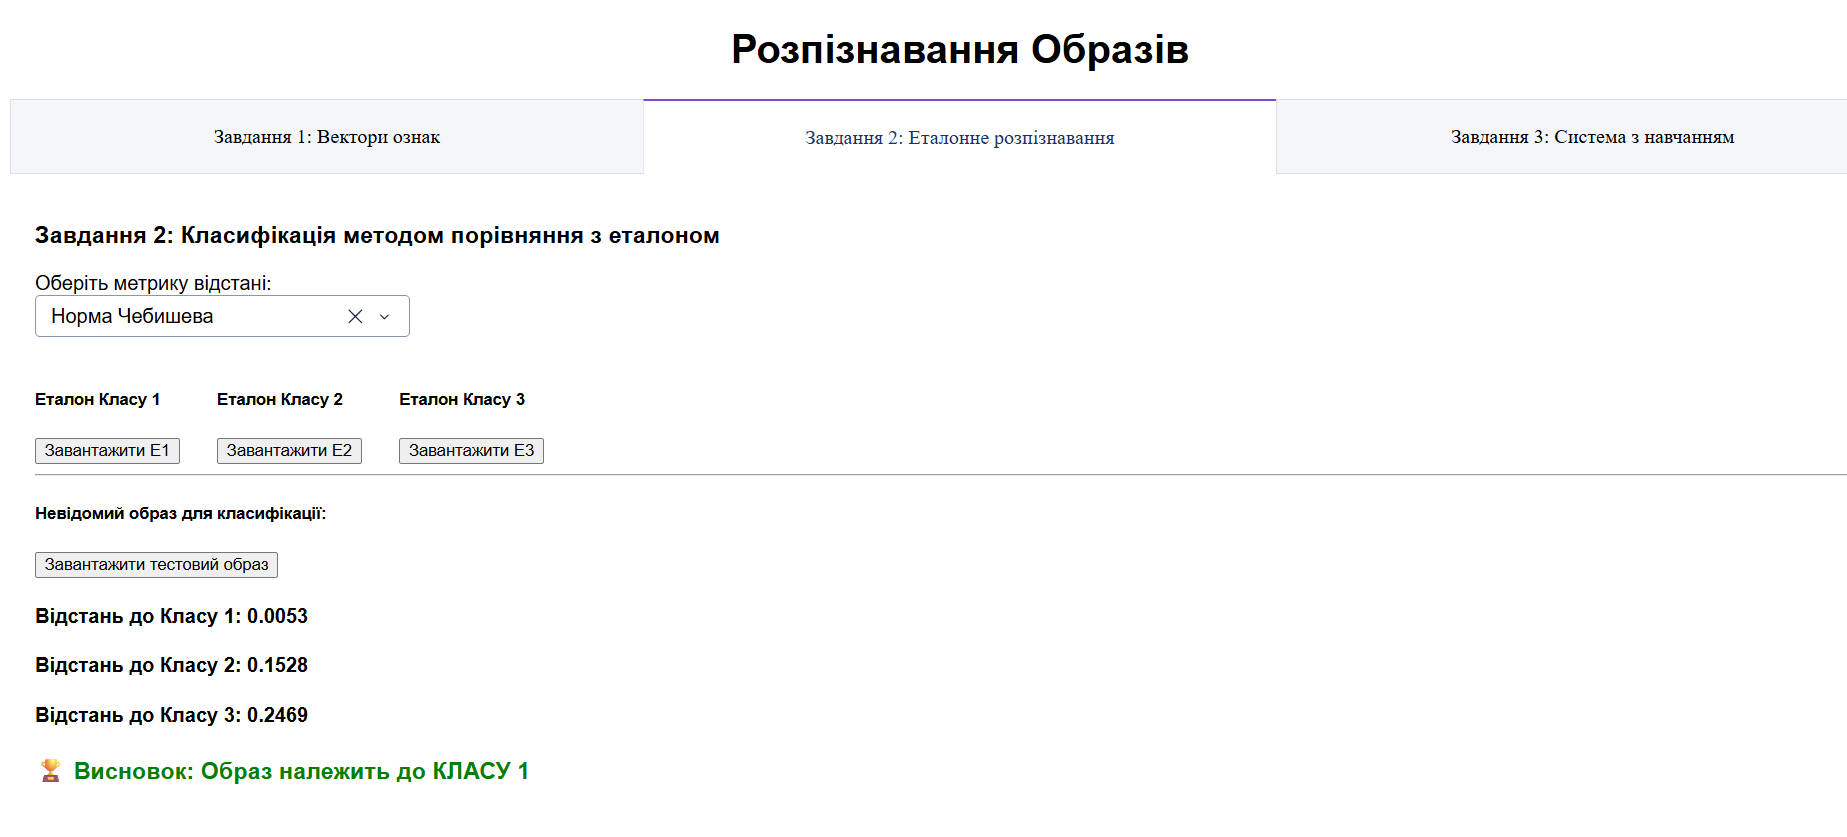 Розпізнавання Образів
Завдання 1: Вектори ознак
Завдання 2: Еталонне розпізнавання
Завдання 3: Система з навчанням
Завдання 2: Класифікація методом порівняння з еталоном
Оберіть метрику відстані:
Норма Чебишева
Еталон Класу 1
Еталон Класу 2
Еталон Класу 3
Завантажити Е1
Завантажити Е2
Завантажити Е3
Невідомий образ для класифікації:
Завантажити тестовий образ
Відстань до Класу 1: 0.0053
Відстань до Класу 2: 0.1528
Відстань до Класу 3: 0.2469
🏆 Висновок: Образ належить до КЛАСУ 1